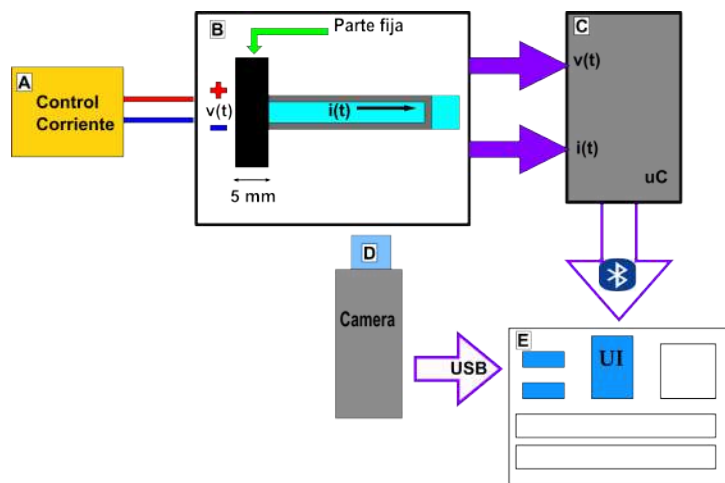 A
Control
Corriente
B
Parte fija
+
v(t)
-
i(t)
5 mm
C
v(t)
i(t)
uC
D
Camera
USB
E
UI